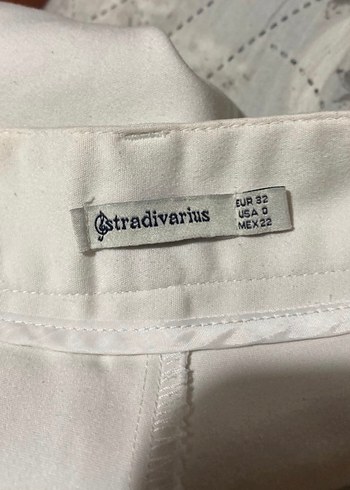 stradivarius
EUR 32
USA 0
MEX 22